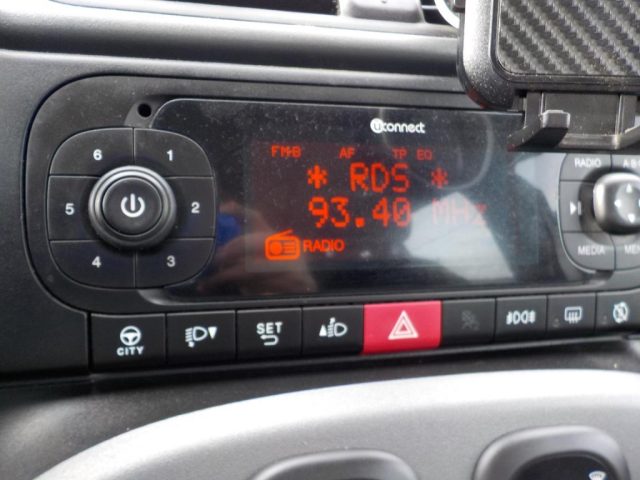 uconnect
FM-B AF TP EQ
* RDS *
93.40 MHz
RADIO
6 1
5 2
4 3
RADIO
MEDIA
CITY
SET